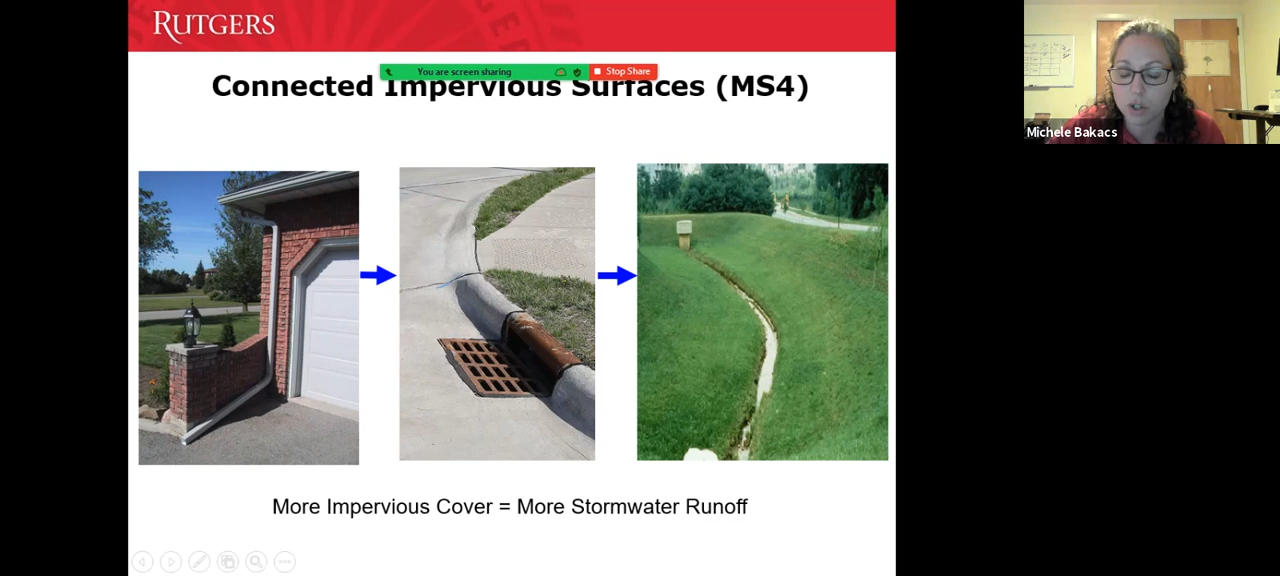 RUTGERS
You are screen sharing
Stop Share
Connected Impervious Surfaces (MS4)
Michele Bakacs
More Impervious Cover = More Stormwater Runoff